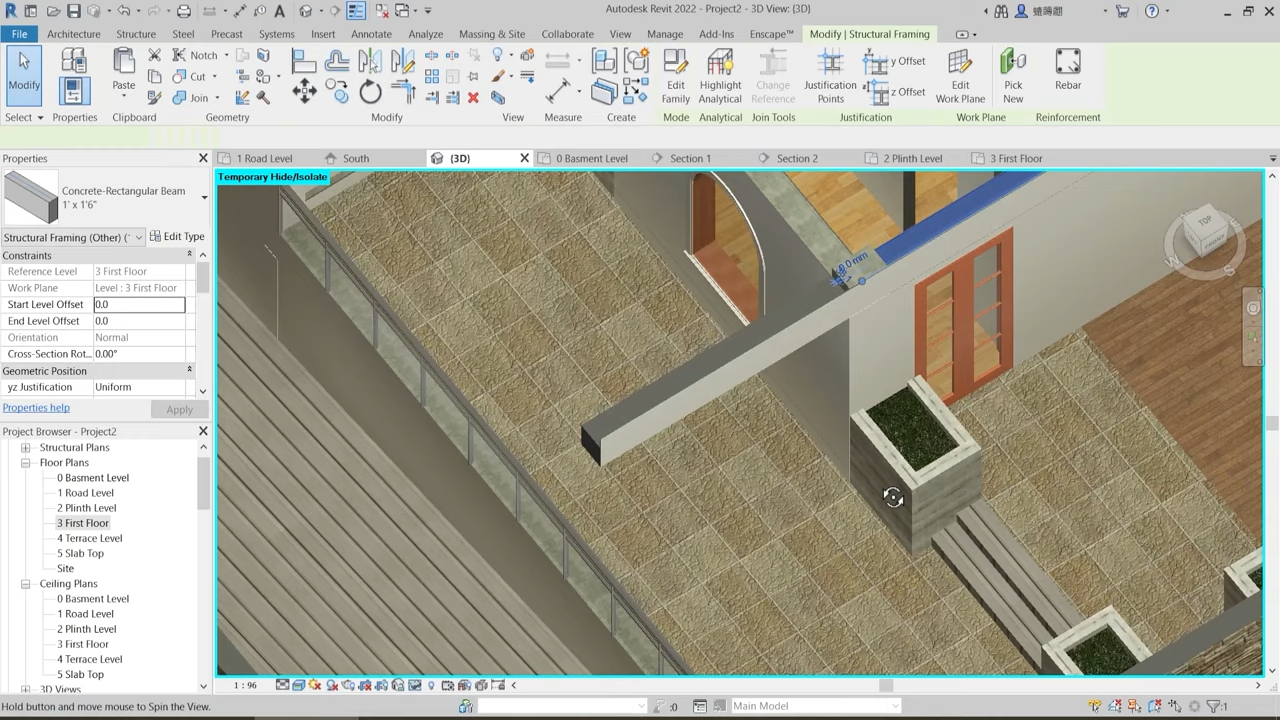 Autodesk Revit 2022 - Project2 - 3D View: {3D}
File Architecture Structure Steel Precast Systems Insert Annotate Analyze Massing & Site Collaborate View Manage Add-Ins Enscape™ Modify | Structural Framing
Modify
Paste
Notch
Cut
Join
Edit Family
Highlight Analytical
Change Reference
Justification Points
y Offset
z Offset
Edit Work Plane
Pick New
Rebar
Select Properties Clipboard Geometry Modify View Measure Create Mode Analytical Join Tools Justification Work Plane Reinforcement
Properties
1 Road Level South {3D} 0 Basment Level Section 1 Section 2 2 Plinth Level 3 First Floor
Temporary Hide/Isolate
Concrete-Rectangular Beam
1' x 1'6"
Structural Framing (Other) ( Edit Type
Constraints
Reference Level 3 First Floor
Work Plane Level : 3 First Floor
Start Level Offset 0.0
End Level Offset 0.0
Orientation Normal
Cross-Section Rot... 0.00°
Geometric Position
yz Justification Uniform
Properties help Apply
Project Browser - Project2
Structural Plans
Floor Plans
0 Basment Level
1 Road Level
2 Plinth Level
3 First Floor
4 Terrace Level
5 Slab Top
Site
Ceiling Plans
0 Basment Level
1 Road Level
2 Plinth Level
3 First Floor
4 Terrace Level
5 Slab Top
3D Views
0.0 mm
TOP
FRONT
W
S
1 : 96
Hold button and move mouse to Spin the View.
:0
Main Model
:1